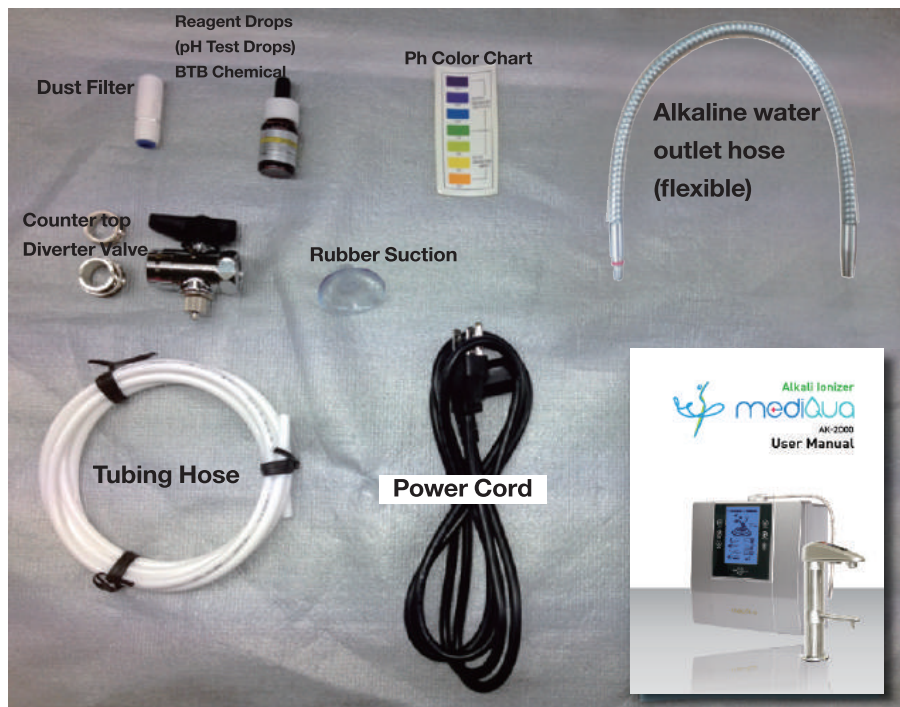 Reagent Drops
(pH Test Drops)
BTB Chemical
Dust Filter
Ph Color Chart
Alkaline water
outlet hose
(flexible)
Counter top
Diverter Valve
Rubber Suction
Tubing Hose
Power Cord
Alkali Ionizer
mediQua
AK-2000
User Manual